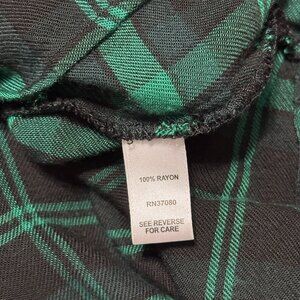 100% RAYON
RN37080
SEE REVERSE
FOR CARE